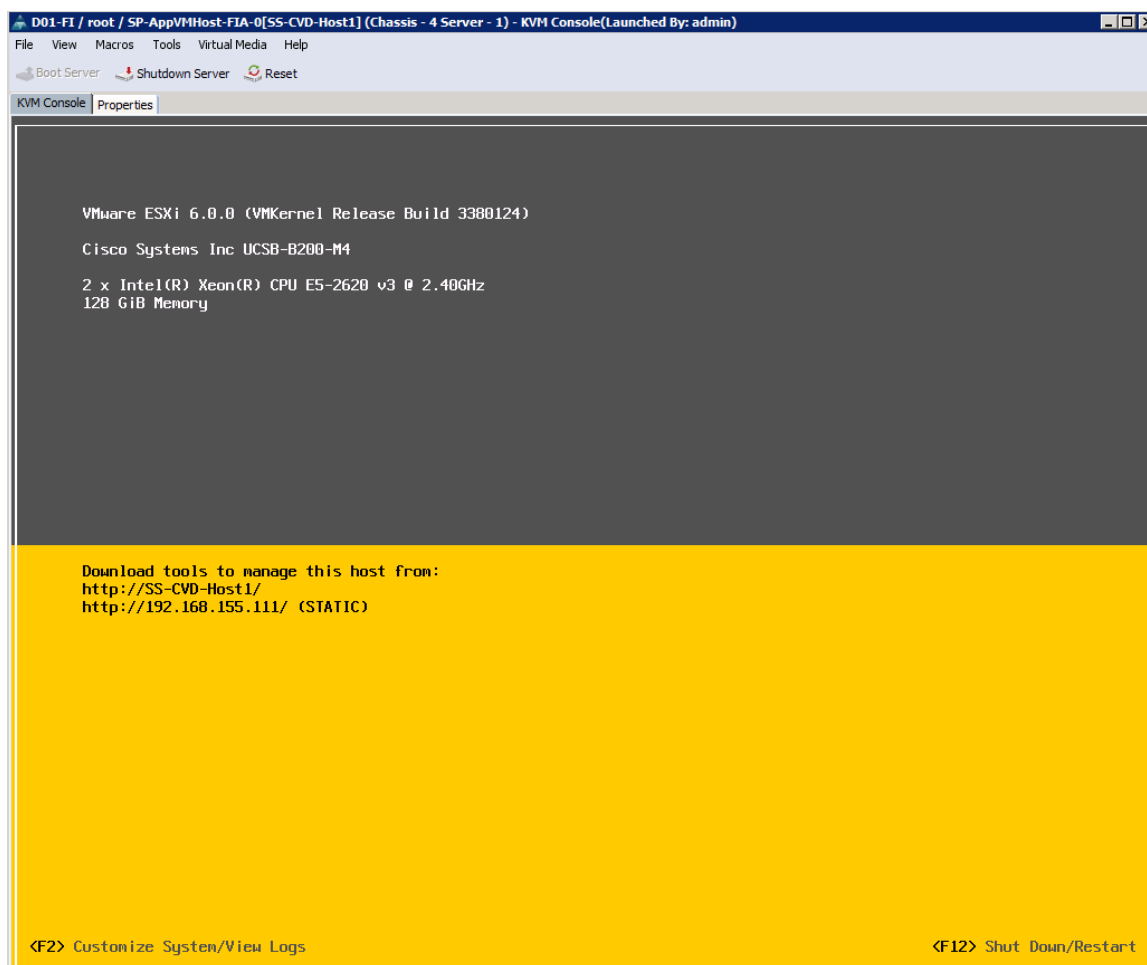 D01-FI / root / SP-AppVMHost-FIA-0[SS-CVD-Host1] (Chassis - 4 Server - 1) - KVM Console(Launched By: admin)
File View Macros Tools Virtual Media Help
Boot Server Shutdown Server Reset
KVM Console Properties
VMware ESXi 6.0.0 (VMKernel Release Build 3380124)
Cisco Systems Inc UCSB-B200-M4
2 x Intel(R) Xeon(R) CPU E5-2620 v3 @ 2.40GHz
128 GiB Memory
Download tools to manage this host from:
http://SS-CVD-Host1/
http://192.168.155.111/ (STATIC)
<F2> Customize System/View Logs <F12> Shut Down/Restart